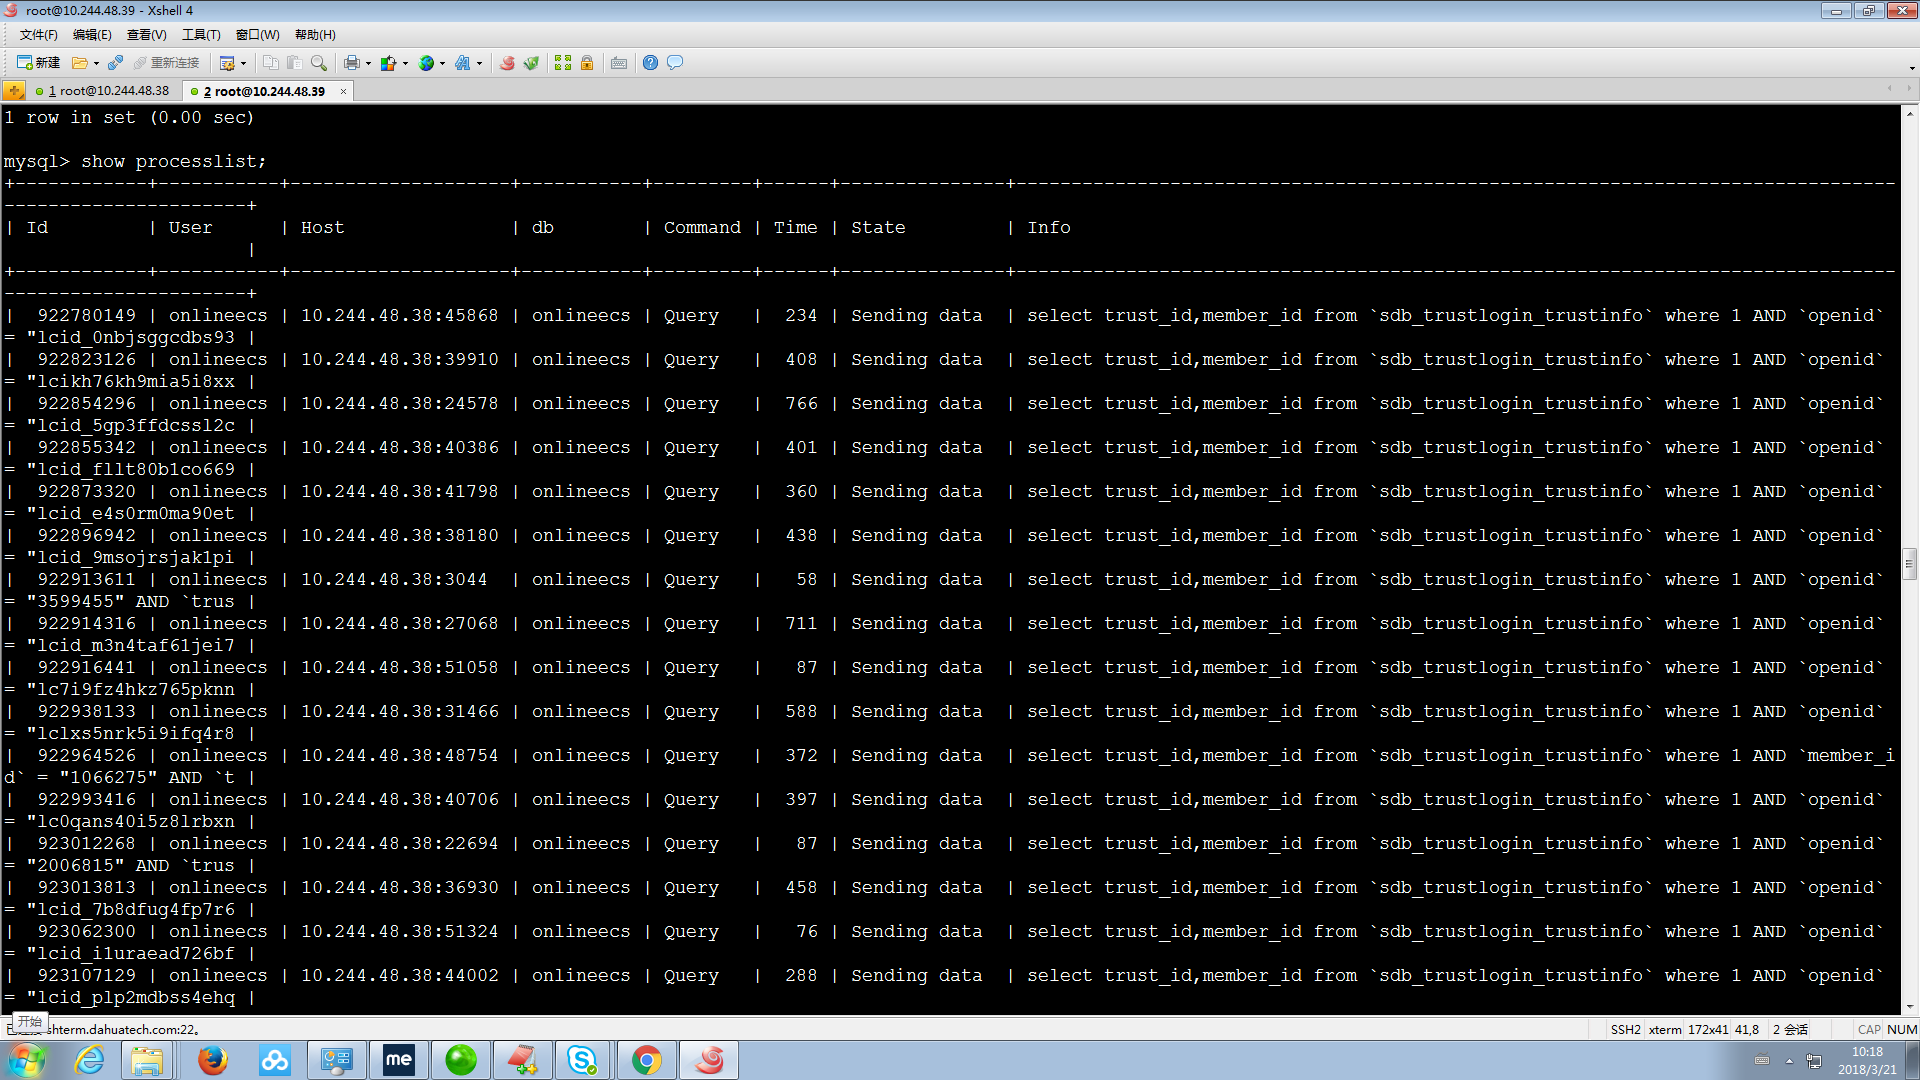 root@10.244.48.39 - Xshell 4
文件(F) 编辑(E) 查看(V) 工具(T) 窗口(W) 帮助(H)
新建 重新连接
1 root@10.244.48.38 2 root@10.244.48.39 ×
1 row in set (0.00 sec)
mysql> show processlist;
+------------+-----------+--------------------+-----------+---------+------+---------------+--------------------------------------------------------------------------------
----------------------+
| Id | User | Host | db | Command | Time | State | Info
|
+------------+-----------+--------------------+-----------+---------+------+---------------+--------------------------------------------------------------------------------
----------------------+
| 922780149 | onlineecs | 10.244.48.38:45868 | onlineecs | Query | 234 | Sending data | select trust_id,member_id from `sdb_trustlogin_trustinfo` where 1 AND `openid`
= "lcid_0nbjsggcdbs93 |
| 922823126 | onlineecs | 10.244.48.38:39910 | onlineecs | Query | 408 | Sending data | select trust_id,member_id from `sdb_trustlogin_trustinfo` where 1 AND `openid`
= "lcikh76kh9mia5i8xx |
| 922854296 | onlineecs | 10.244.48.38:24578 | onlineecs | Query | 766 | Sending data | select trust_id,member_id from `sdb_trustlogin_trustinfo` where 1 AND `openid`
= "lcid_5gp3ffdcssl2c |
| 922855342 | onlineecs | 10.244.48.38:40386 | onlineecs | Query | 401 | Sending data | select trust_id,member_id from `sdb_trustlogin_trustinfo` where 1 AND `openid`
= "lcid_fllt80b1co669 |
| 922873320 | onlineecs | 10.244.48.38:41798 | onlineecs | Query | 360 | Sending data | select trust_id,member_id from `sdb_trustlogin_trustinfo` where 1 AND `openid`
= "lcid_e4s0rm0ma90et |
| 922896942 | onlineecs | 10.244.48.38:38180 | onlineecs | Query | 438 | Sending data | select trust_id,member_id from `sdb_trustlogin_trustinfo` where 1 AND `openid`
= "lcid_9msojrsjak1pi |
| 922913611 | onlineecs | 10.244.48.38:3044 | onlineecs | Query | 58 | Sending data | select trust_id,member_id from `sdb_trustlogin_trustinfo` where 1 AND `openid`
= "3599455" AND `trus |
| 922914316 | onlineecs | 10.244.48.38:27068 | onlineecs | Query | 711 | Sending data | select trust_id,member_id from `sdb_trustlogin_trustinfo` where 1 AND `openid`
= "lcid_m3n4taf61jei7 |
| 922916441 | onlineecs | 10.244.48.38:51058 | onlineecs | Query | 87 | Sending data | select trust_id,member_id from `sdb_trustlogin_trustinfo` where 1 AND `openid`
= "lc7i9fz4hkz765pknn |
| 922938133 | onlineecs | 10.244.48.38:31466 | onlineecs | Query | 588 | Sending data | select trust_id,member_id from `sdb_trustlogin_trustinfo` where 1 AND `openid`
= "lclxs5nrk5i9ifq4r8 |
| 922964526 | onlineecs | 10.244.48.38:48754 | onlineecs | Query | 372 | Sending data | select trust_id,member_id from `sdb_trustlogin_trustinfo` where 1 AND `member_i
d` = "1066275" AND `t |
| 922993416 | onlineecs | 10.244.48.38:40706 | onlineecs | Query | 397 | Sending data | select trust_id,member_id from `sdb_trustlogin_trustinfo` where 1 AND `openid`
= "lc0qans40i5z8lrbxn |
| 923012268 | onlineecs | 10.244.48.38:22694 | onlineecs | Query | 87 | Sending data | select trust_id,member_id from `sdb_trustlogin_trustinfo` where 1 AND `openid`
= "2006815" AND `trus |
| 923013813 | onlineecs | 10.244.48.38:36930 | onlineecs | Query | 458 | Sending data | select trust_id,member_id from `sdb_trustlogin_trustinfo` where 1 AND `openid`
= "lcid_7b8dfug4fp7r6 |
| 923062300 | onlineecs | 10.244.48.38:51324 | onlineecs | Query | 76 | Sending data | select trust_id,member_id from `sdb_trustlogin_trustinfo` where 1 AND `openid`
= "lcid_i1uraead726bf |
| 923107129 | onlineecs | 10.244.48.38:44002 | onlineecs | Query | 288 | Sending data | select trust_id,member_id from `sdb_trustlogin_trustinfo` where 1 AND `openid`
= "lcid_plp2mdbss4ehq |
开始
shterm.dahuatech.com:22。 SSH2 xterm 172x41 41,8 2 会话 CAP NUM
me
10:18
2018/3/21